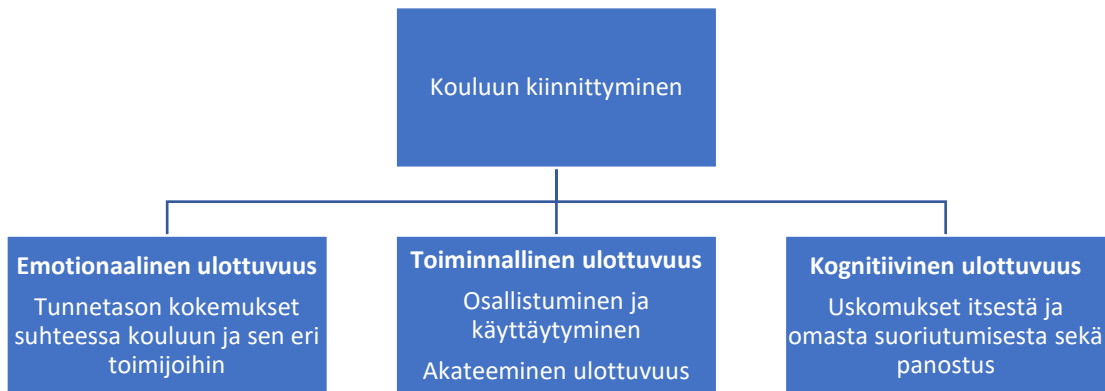 Kouluun kiinnittyminen
Emotionaalinen ulottuvuus
Tunnetason kokemukset
suhteessa kouluun ja sen eri
toimijoihin
Toiminnallinen ulottuvuus
Osallistuminen ja
käyttäytyminen
Akateeminen ulottuvuus
Kognitiivinen ulottuvuus
Uskomukset itsestä ja
omasta suoriutumisesta sekä
panostus